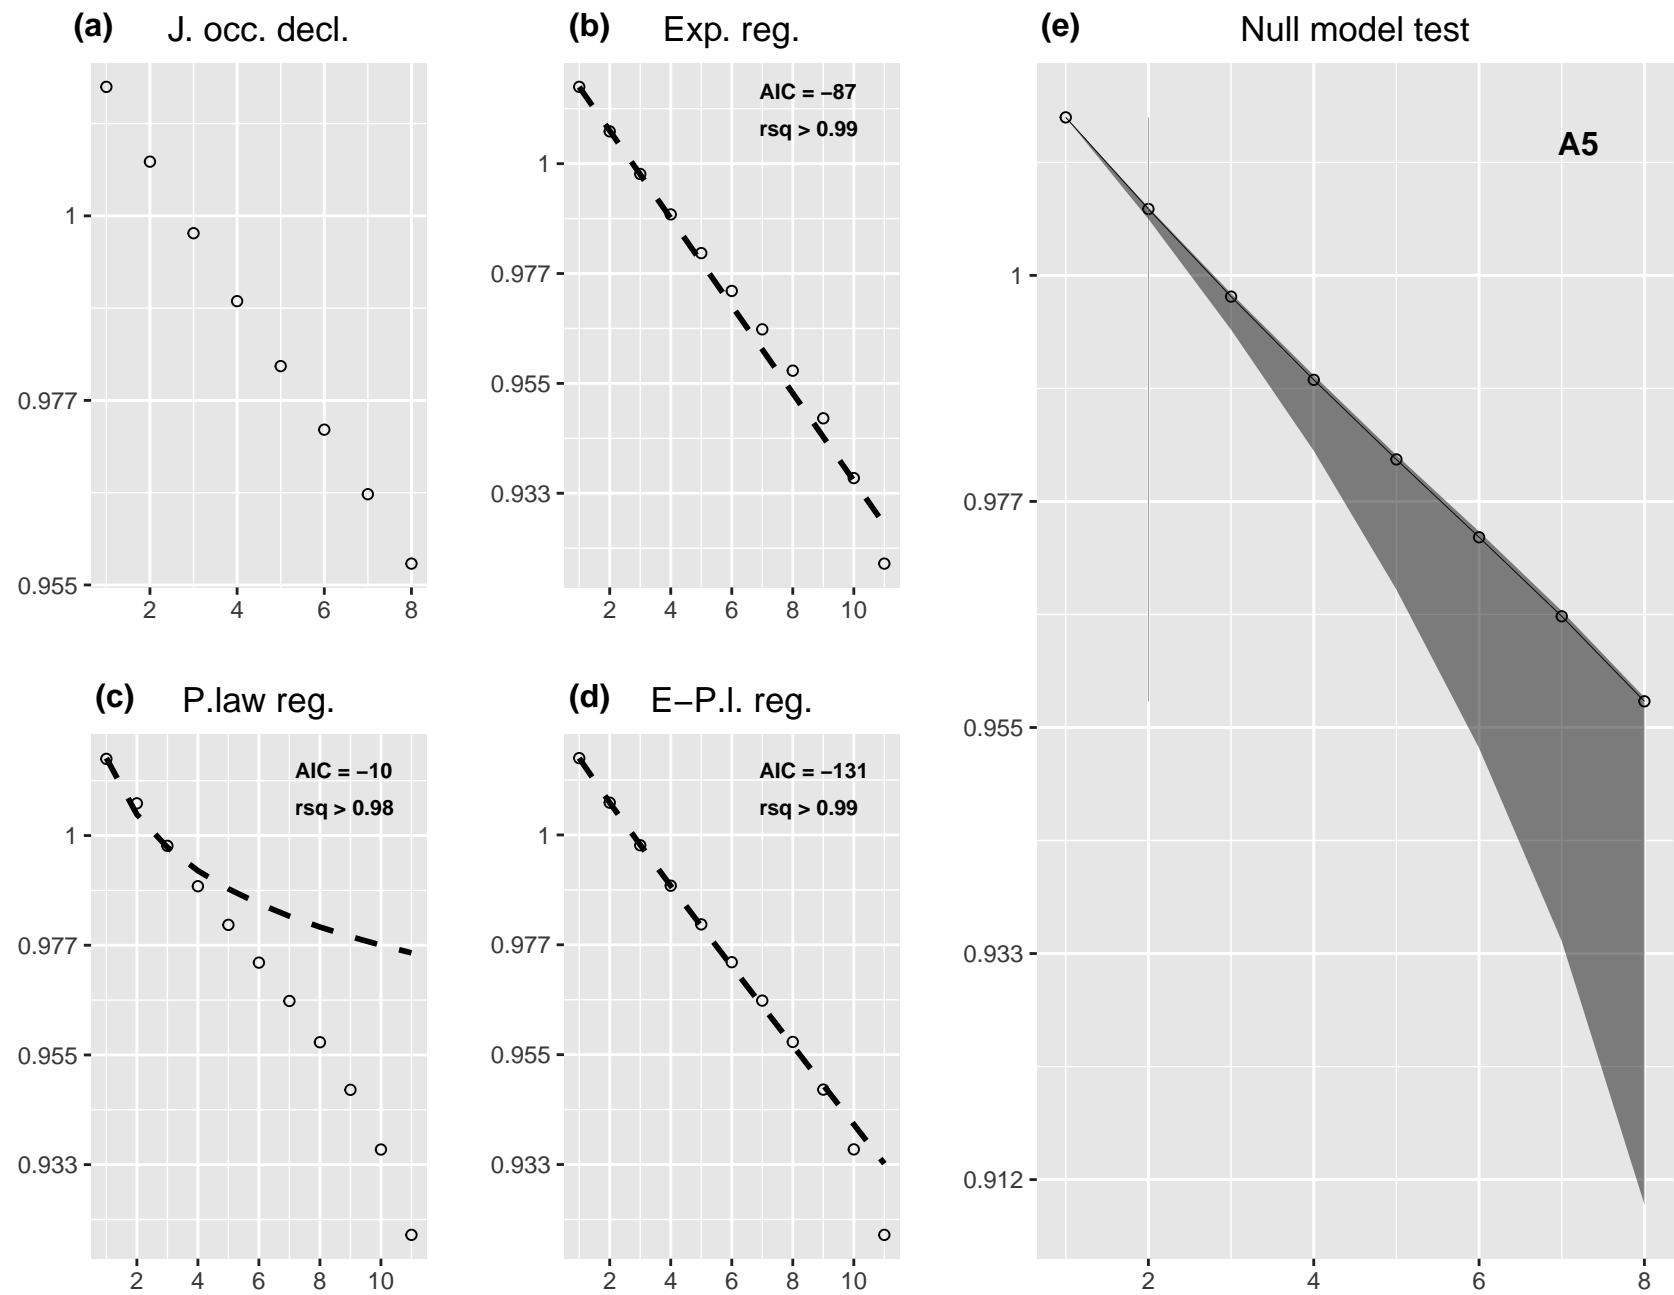 (a) J. occ. decl.
1
0.977
0.955
2 4 6 8
(b) Exp. reg.
AIC = −87
rsq > 0.99
1
0.977
0.955
0.933
2 4 6 8 10
(c) P.law reg.
AIC = −10
rsq > 0.98
1
0.977
0.955
0.933
2 4 6 8 10
(d) E−P.l. reg.
AIC = −131
rsq > 0.99
1
0.977
0.955
0.933
2 4 6 8 10
(e) Null model test
A5
1
0.977
0.955
0.933
0.912
2 4 6 8